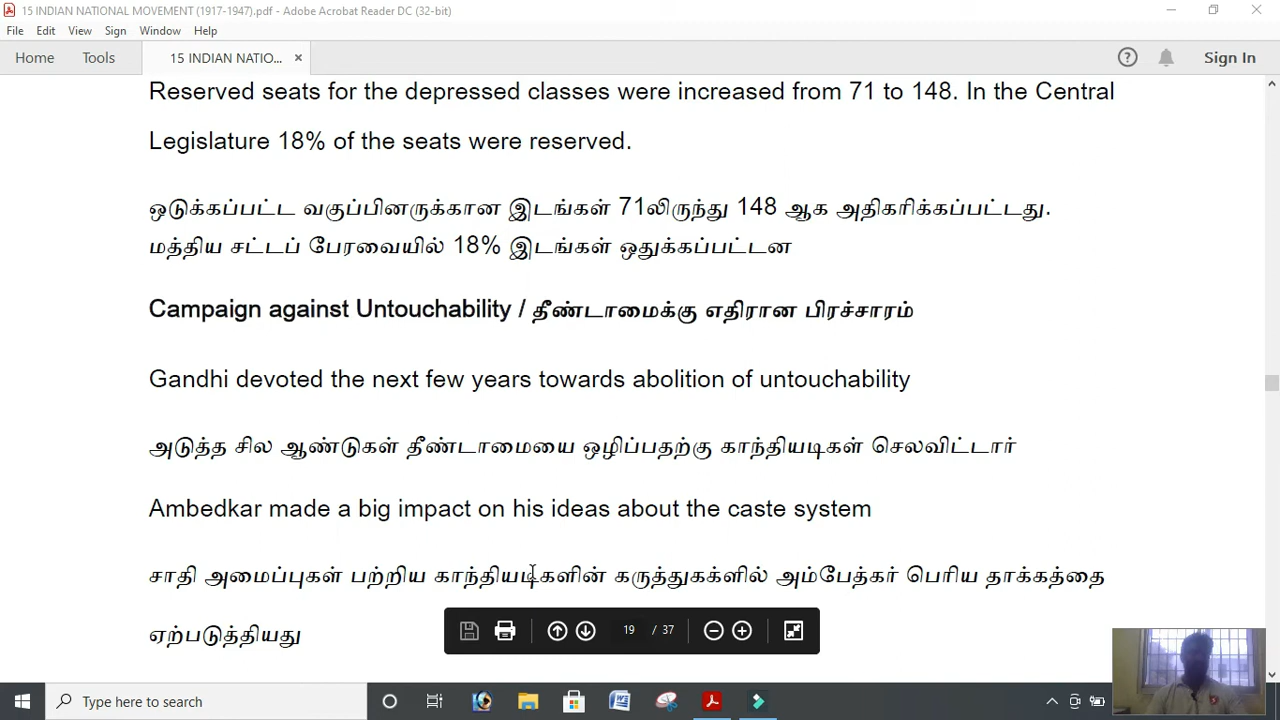 15 INDIAN NATIONAL MOVEMENT (1917-1947).pdf - Adobe Acrobat Reader DC (32-bit)
File Edit View Sign Window Help
Home Tools 15 INDIAN NATIO... × Sign In
Reserved seats for the depressed classes were increased from 71 to 148. In the Central
Legislature 18% of the seats were reserved.
ஒடுக்கப்பட்ட வகுப்பினருக்கான இடங்கள் 71லிருந்து 148 ஆக அதிகரிக்கப்பட்டது.
மத்திய சட்டப் பேரவையில் 18% இடங்கள் ஒதுக்கப்பட்டன
Campaign against Untouchability / தீண்டாமைக்கு எதிரான பிரச்சாரம்
Gandhi devoted the next few years towards abolition of untouchability
அடுத்த சில ஆண்டுகள் தீண்டாமையை ஒழிப்பதற்கு காந்தியடிகள் செலவிட்டார்
Ambedkar made a big impact on his ideas about the caste system
சாதி அமைப்புகள் பற்றிய காந்தியடிகளின் கருத்துகக்ளில் அம்பேத்கர் பெரிய தாக்கத்தை
ஏற்படுத்தியது
19 / 37
Type here to search